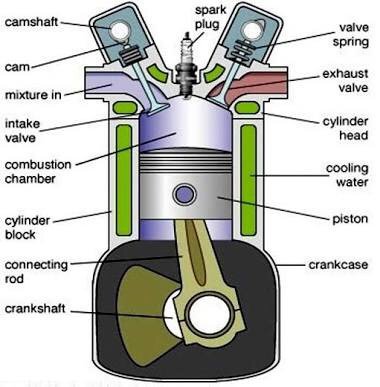 camshaft
cam
mixture in
intake
valve
combustion
chamber
cylinder
block
connecting
rod
crankshaft
spark
plug
valve
spring
exhaust
valve
cylinder
head
cooling
water
piston
crankcase